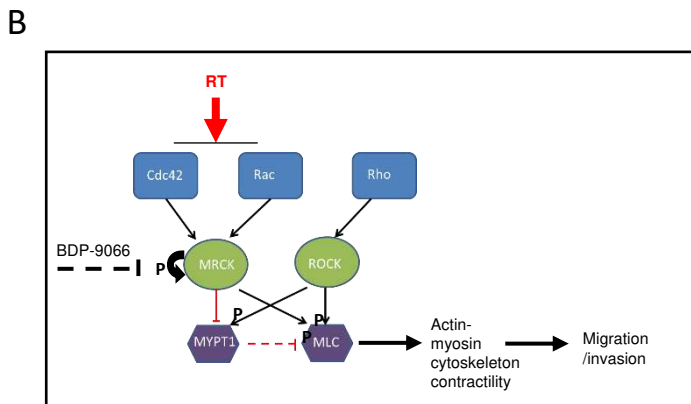 B
RT
Cdc42
Rac
Rho
BDP-9066
P
MRCK
ROCK
P
P
P
MYPT1
MLC
Actin-
myosin
cytoskeleton
contractility
Migration
/invasion